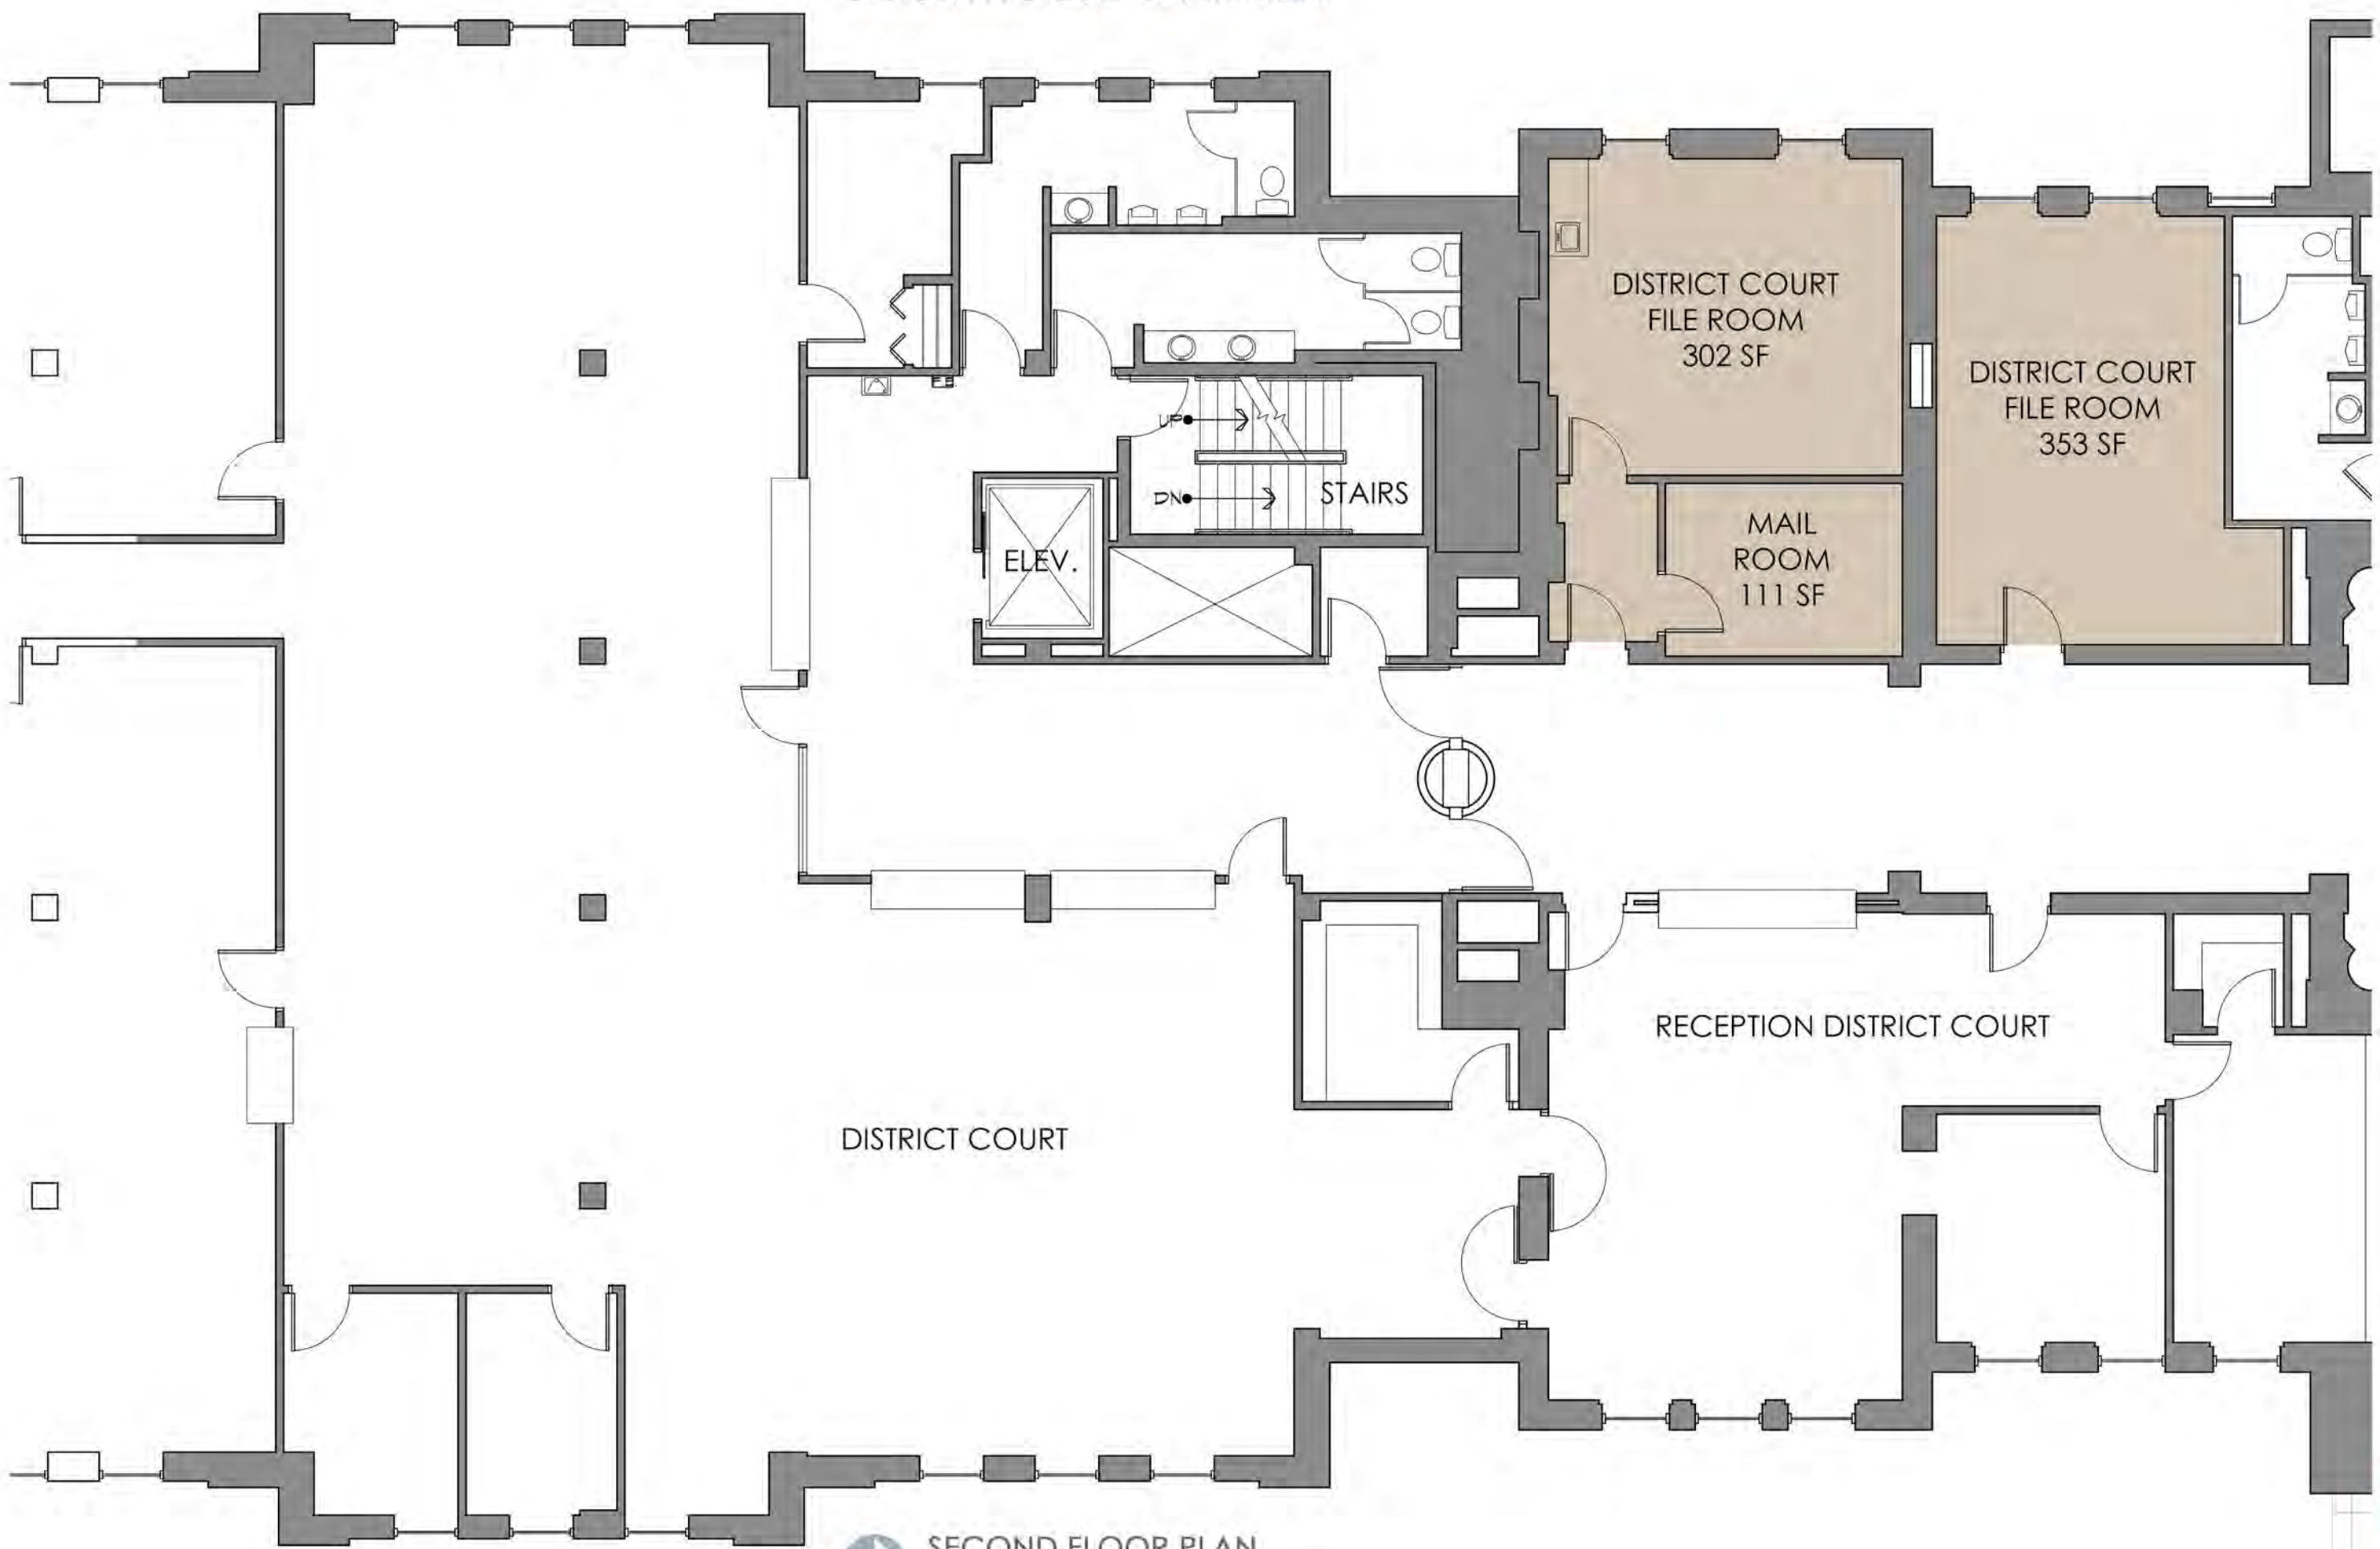 DISTRICT COURT
FILE ROOM
302 SF
DISTRICT COURT
FILE ROOM
353 SF
UP
DN
STAIRS
ELEV.
MAIL
ROOM
111 SF
RECEPTION DISTRICT COURT
DISTRICT COURT
SECOND FLOOR PLAN